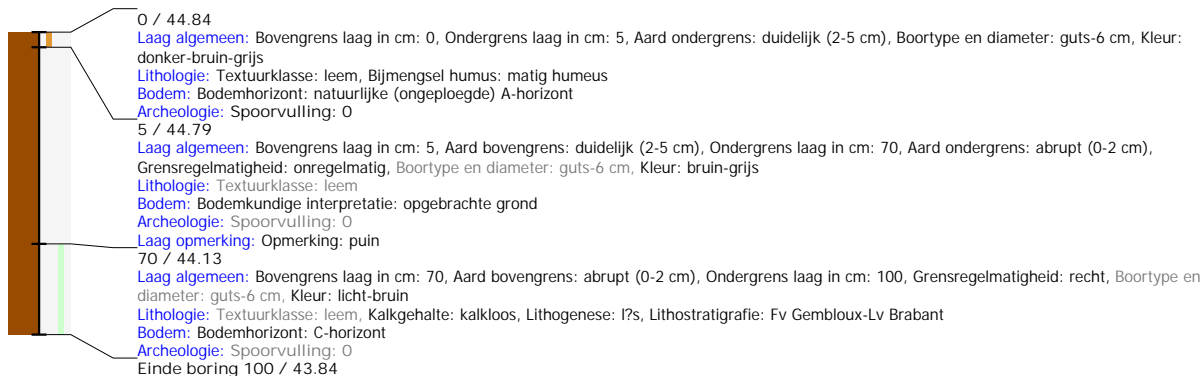 0 / 44.84
Laag algemeen: Bovengrens laag in cm: 0, Ondergrens laag in cm: 5, Aard ondergrens: duidelijk (2-5 cm), Boortype en diameter: guts-6 cm, Kleur:
donker-bruin-grijs
Lithologie: Textuurklasse: leem, Bijmengsel humus: matig humeus
Bodem: Bodemhorizont: natuurlijke (ongeploegde) A-horizont
Archeologie: Spoorvulling: 0
5 / 44.79
Laag algemeen: Bovengrens laag in cm: 5, Aard bovengrens: duidelijk (2-5 cm), Ondergrens laag in cm: 70, Aard ondergrens: abrupt (0-2 cm),
Grensregelmatigheid: onregelmatig, Boortype en diameter: guts-6 cm, Kleur: bruin-grijs
Lithologie: Textuurklasse: leem
Bodem: Bodemkundige interpretatie: opgebrachte grond
Archeologie: Spoorvulling: 0
Laag opmerking: Opmerking: puin
70 / 44.13
Laag algemeen: Bovengrens laag in cm: 70, Aard bovengrens: abrupt (0-2 cm), Ondergrens laag in cm: 100, Grensregelmatigheid: recht, Boortype en
diameter: guts-6 cm, Kleur: licht-bruin
Lithologie: Textuurklasse: leem, Kalkgehalte: kalkloos, Lithogenese: l?s, Lithostratigrafie: Fv Gembloux-Lv Brabant
Bodem: Bodemhorizont: C-horizont
Archeologie: Spoorvulling: 0
Einde boring 100 / 43.84